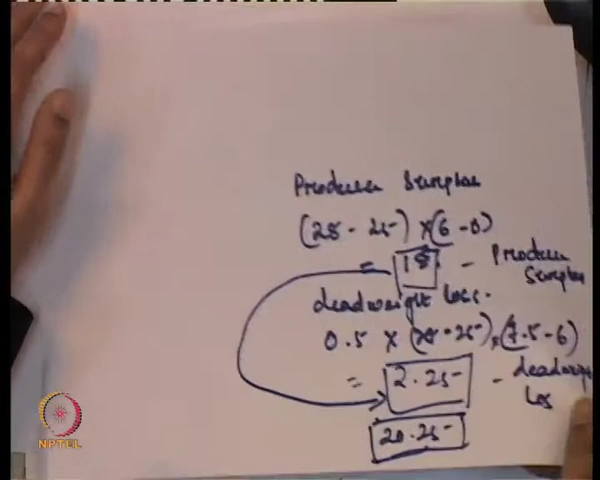 Producer Surplus
(28 - 25) × (6 - 0)
= 18 - Producer Surplus
deadweight loss.
0.5 × (28 - 25) × (7.5 - 6)
= 2.25 - deadweight
loss
20.25
NPTEL